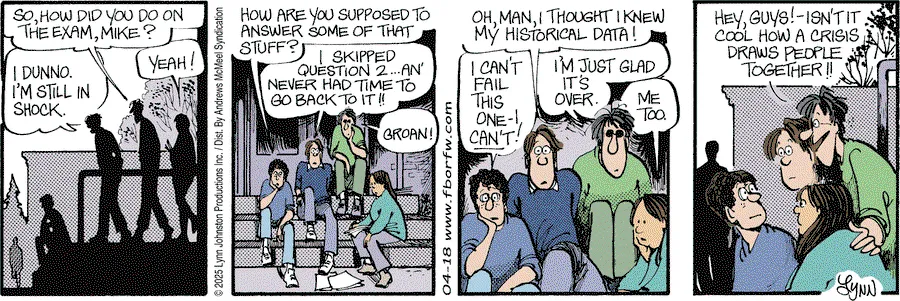 SO, HOW DID YOU DO ON
THE EXAM, MIKE?
I DUNNO.
I'M STILL IN
SHOCK.
YEAH!
© 2025 Lynn Johnston Productions Inc. / Dist. By Andrews McMeel Syndication
HOW ARE YOU SUPPOSED TO
ANSWER SOME OF THAT
STUFF?
I SKIPPED
QUESTION 2...AN'
NEVER HAD TIME TO
GO BACK TO IT!!
GROAN!
04-18 www.fborfw.com
OH, MAN, I THOUGHT I KNEW
MY HISTORICAL DATA!
I CAN'T
FAIL
THIS
ONE-I
CAN'T!
I'M JUST GLAD
IT'S
OVER.
ME
TOO.
HEY, GUYS!-ISN'T IT
COOL HOW A CRISIS
DRAWS PEOPLE
TOGETHER!!
LYNN